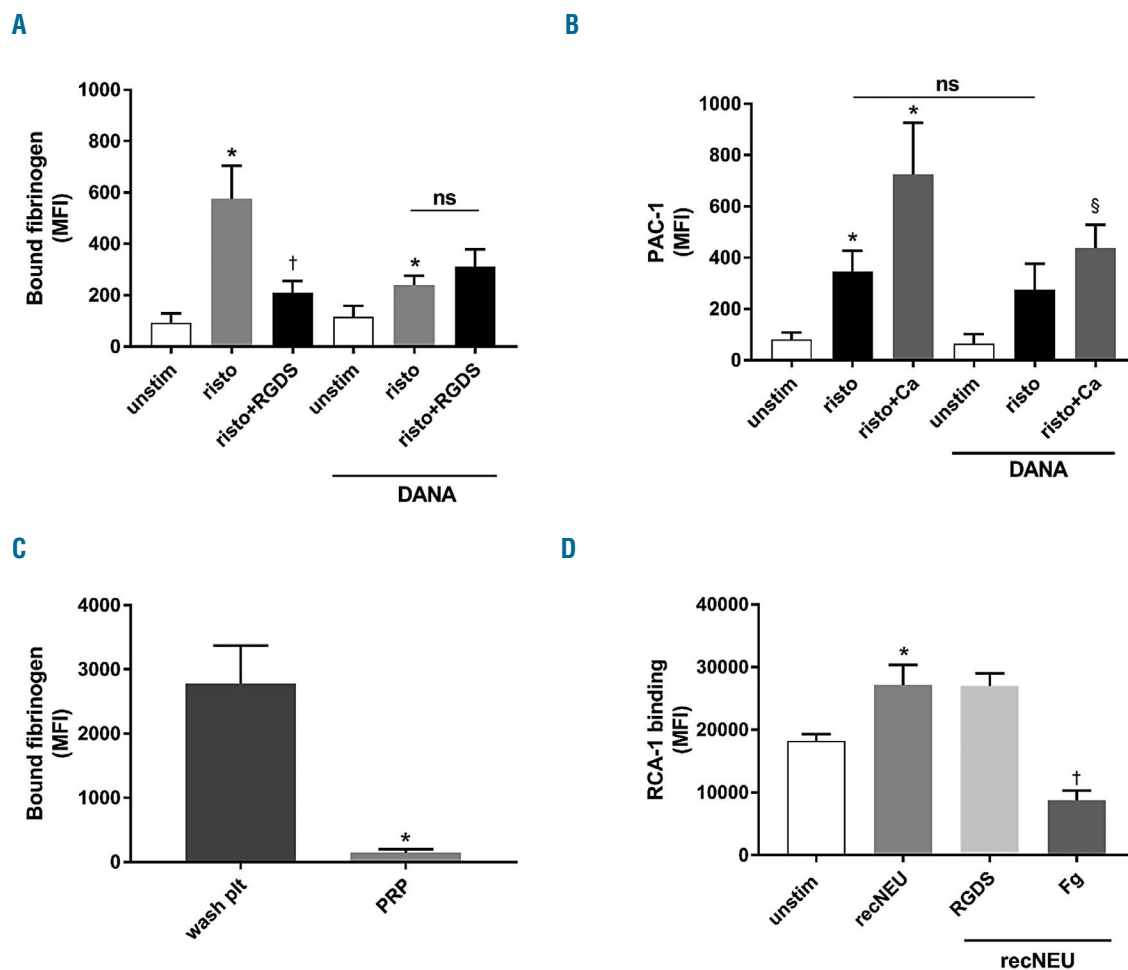 A
Bound fibrinogen
(MFI)
1000
800
600
400
200
0
*
†
*
ns
unstim
risto
risto+RGDS
unstim
risto
risto+RGDS
DANA
B
PAC-1
(MFI)
1000
800
600
400
200
0
ns
*
*
§
unstim
risto
risto+Ca
unstim
risto
risto+Ca
DANA
C
Bound fibrinogen
(MFI)
4000
3000
2000
1000
0
*
wash plt
PRP
D
RCA-1 binding
(MFI)
40000
30000
20000
10000
0
*
†
unstim
recNEU
RGDS
Fg
recNEU